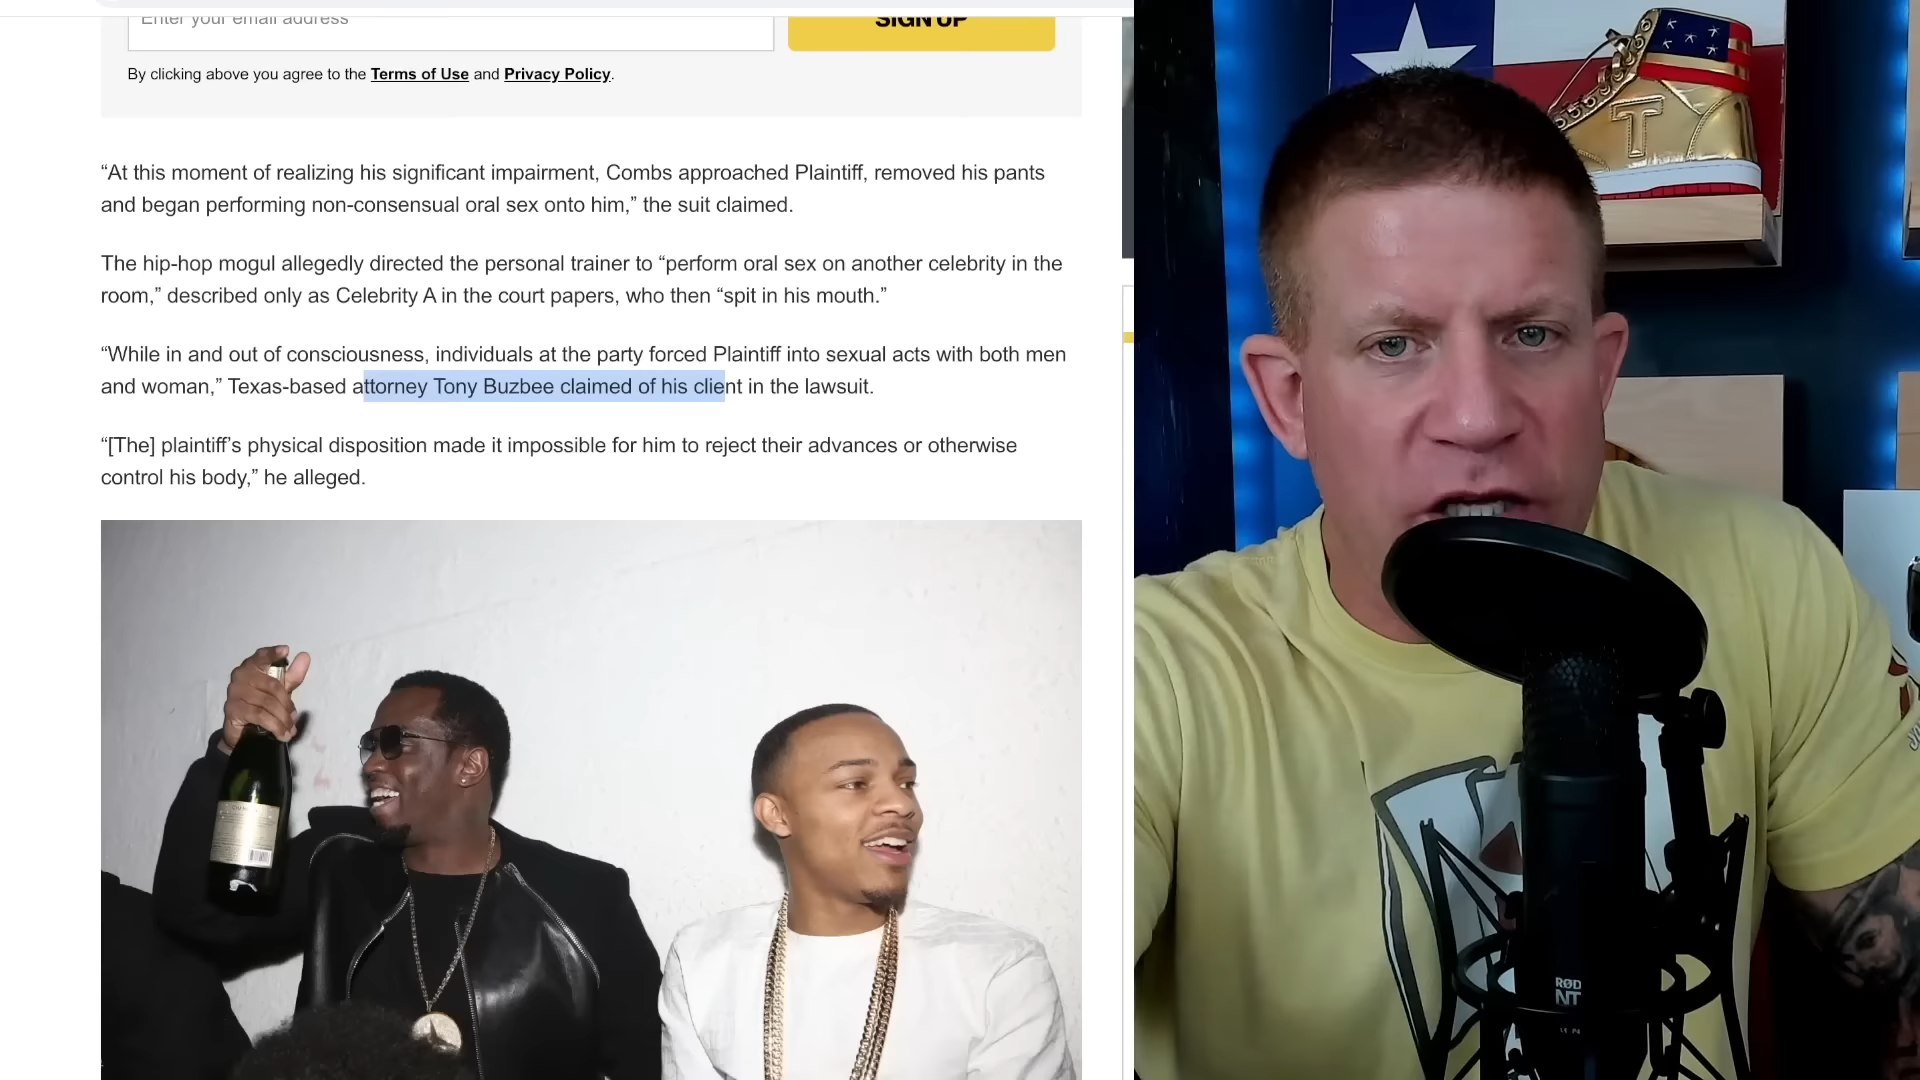 Enter your email address
SIGN UP
By clicking above you agree to the Terms of Use and Privacy Policy.
“At this moment of realizing his significant impairment, Combs approached Plaintiff, removed his pants
and began performing non-consensual oral sex onto him,” the suit claimed.
The hip-hop mogul allegedly directed the personal trainer to “perform oral sex on another celebrity in the
room,” described only as Celebrity A in the court papers, who then “spit in his mouth.”
“While in and out of consciousness, individuals at the party forced Plaintiff into sexual acts with both men
and woman,” Texas-based attorney Tony Buzbee claimed of his client in the lawsuit.
“[The] plaintiff’s physical disposition made it impossible for him to reject their advances or otherwise
control his body,” he alleged.
T
RØD
NT